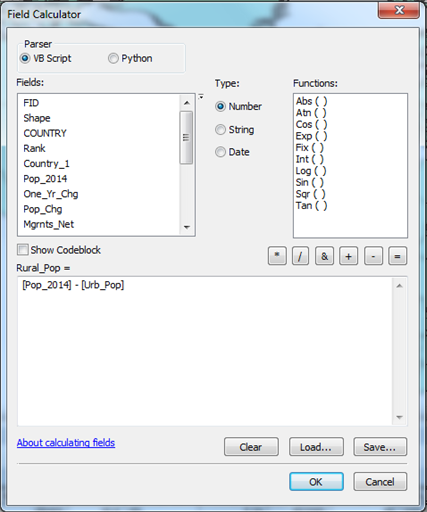 Field Calculator
Parser
VB Script
Python
Fields:
Type:
Functions:
FID
Shape
COUNTRY
Rank
Country_1
Pop_2014
One_Yr_Chg
Pop_Chg
Mgrnts_Net
Number
String
Date
Abs ( )
Atn ( )
Cos ( )
Exp ( )
Fix ( )
Int ( )
Log ( )
Sin ( )
Sqr ( )
Tan ( )
Show Codeblock
* / & + - =
Rural_Pop =
[Pop_2014] - [Urb_Pop]
About calculating fields
Clear
Load...
Save...
OK
Cancel